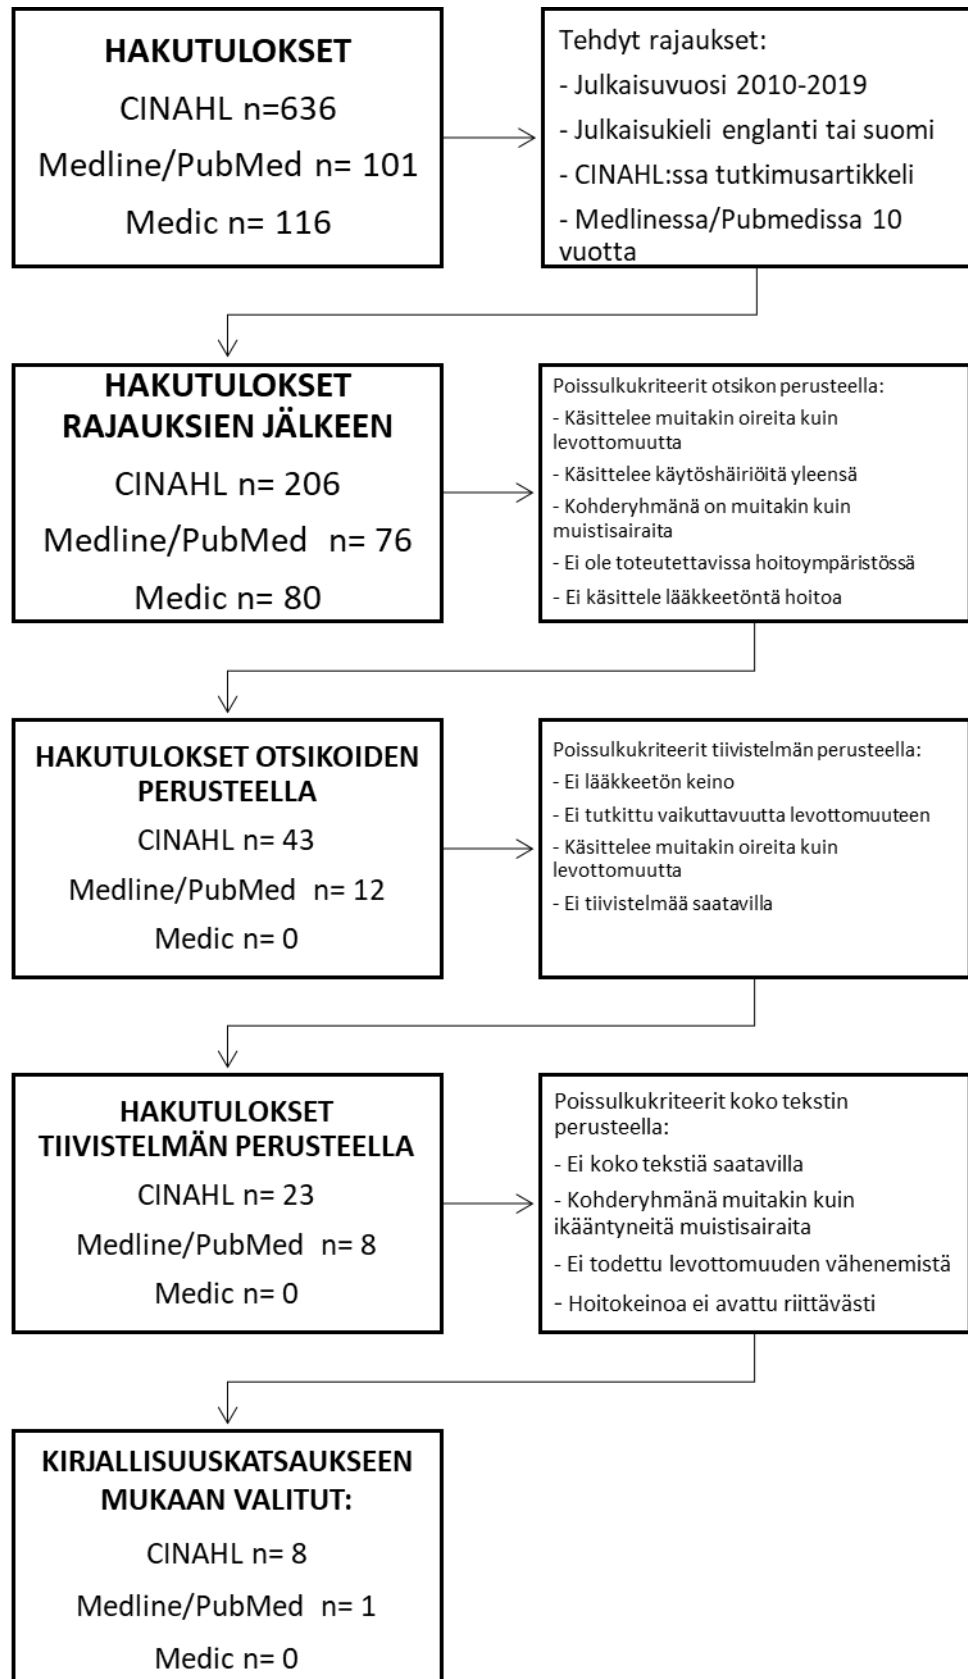 HAKUTULOKSET
CINAHL n=636
Medline/PubMed n= 101
Medic n= 116
Tehdyt rajaukset:
- Julkaisuvuosi 2010-2019
- Julkaisukieli englanti tai suomi
- CINAHL:ssa tutkimusartikkeli
- Medlinessa/Pubmedissa 10
vuotta
HAKUTULOKSET
RAJAUKSIEN JÄLKEEN
CINAHL n= 206
Medline/PubMed n= 76
Medic n= 80
Poissulkukriteerit otsikon perusteella:
- Käsittelee muitakin oireita kuin
levottomuutta
- Käsittelee käytöshäiriöitä yleensä
- Kohderyhmänä on muitakin kuin
muistisairaita
- Ei ole toteutettavissa hoitoympäristössä
- Ei käsittele lääkkeetöntä hoitoa
HAKUTULOKSET OTSIKOIDEN
PERUSTEELLA
CINAHL n= 43
Medline/PubMed n= 12
Medic n= 0
Poissulkukriteerit tiivistelmän perusteella:
- Ei lääkkeetön keino
- Ei tutkittu vaikuttavuutta levottomuuteen
- Käsittelee muitakin oireita kuin
levottomuutta
- Ei tiivistelmää saatavilla
HAKUTULOKSET
TIIVISTELMÄN PERUSTEELLA
CINAHL n= 23
Medline/PubMed n= 8
Medic n= 0
Poissulkukriteerit koko tekstin
perusteella:
- Ei koko tekstiä saatavilla
- Kohderyhmänä muitakin kuin
ikääntyneitä muistisairaita
- Ei todettu levottomuuden vähenemistä
- Hoitokeinoa ei avattu riittävästi
KIRJALLISUUSKATSAUKSEEN
MUKAAN VALITUT:
CINAHL n= 8
Medline/PubMed n= 1
Medic n= 0